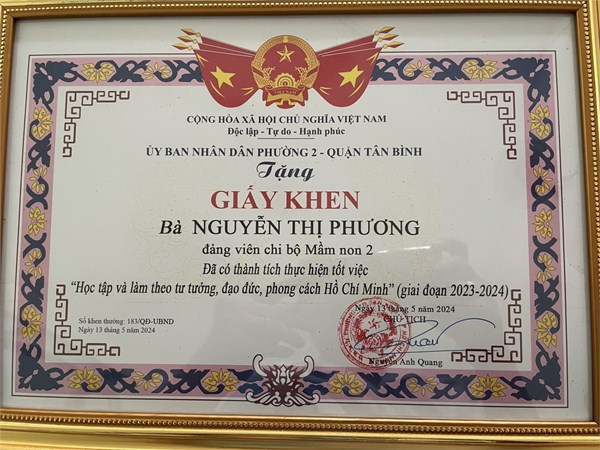 CỘNG HÒA XÃ HỘI CHỦ NGHĨA VIỆT NAM
Độc lập - Tự do - Hạnh phúc
ỦY BAN NHÂN DÂN PHƯỜNG 2 - QUẬN TÂN BÌNH
Tặng
GIẤY KHEN
Bà NGUYỄN THỊ PHƯƠNG
đảng viên chi bộ Mầm non 2
Đã có thành tích thực hiện tốt việc
“Học tập và làm theo tư tưởng, đạo đức, phong cách Hồ Chí Minh” (giai đoạn 2023-2024)
Số khen thưởng: 183/QĐ-UBND
Ngày 13 tháng 5 năm 2024
Ngày 13 tháng 5 năm 2024
CHỦ TỊCH
Nguyễn Anh Quang